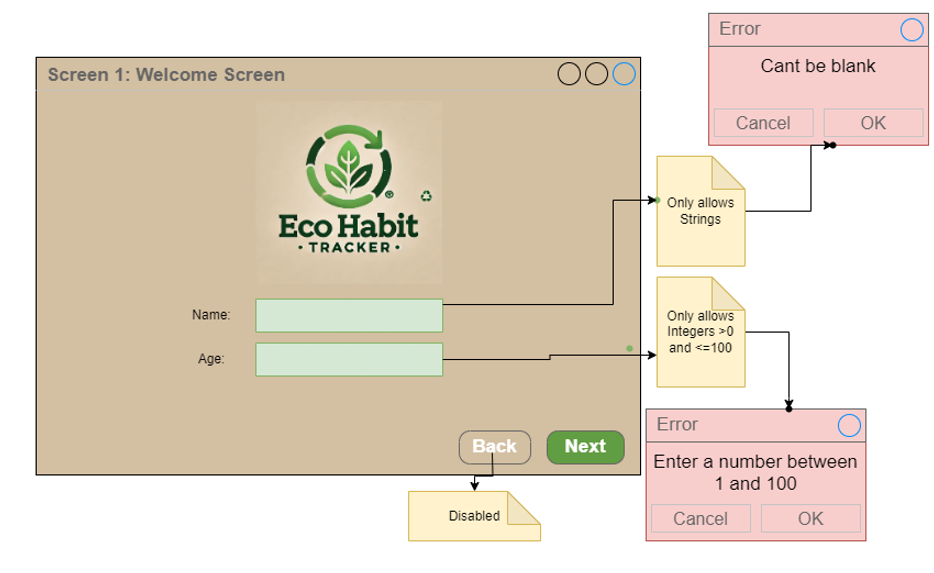 Error
Cant be blank
Cancel
OK
Screen 1: Welcome Screen
Eco Habit
• TRACKER •
Only allows
Strings
Name:
Age:
Only allows
Integers >0
and <=100
Error
Enter a number between
1 and 100
Cancel
OK
Back
Next
Disabled